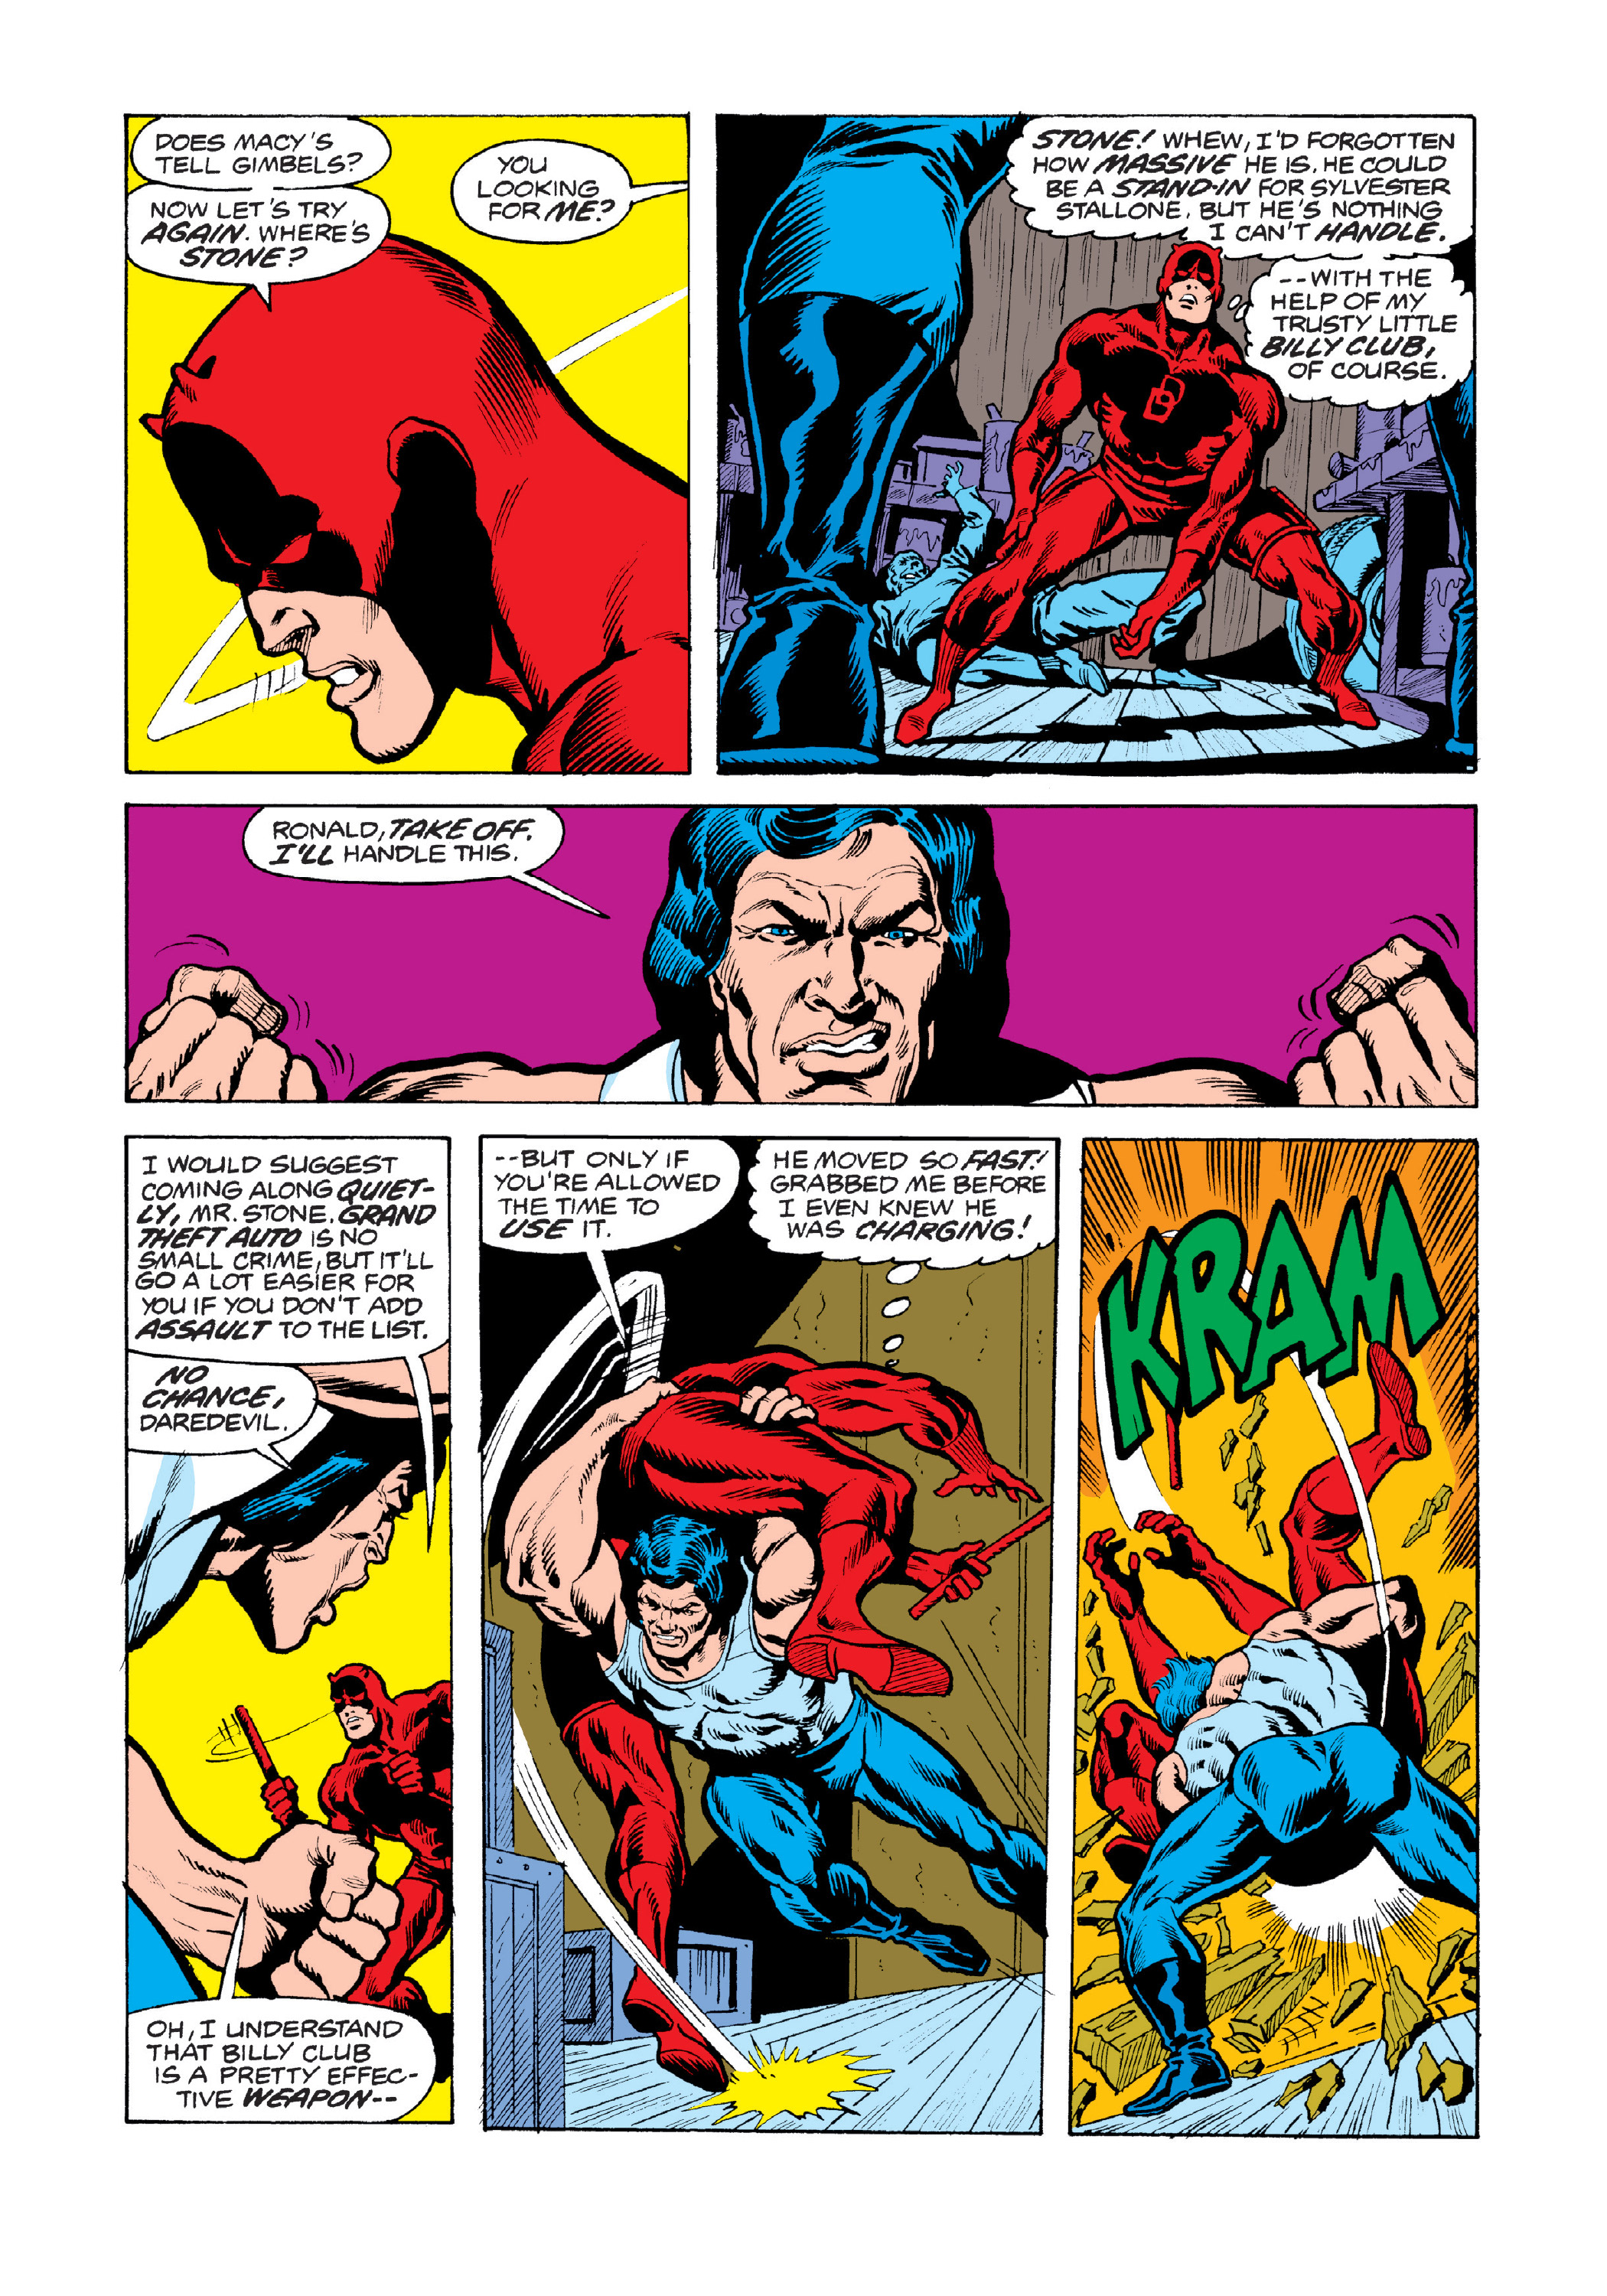 DOES MACY'S
TELL GIMBELS?
NOW LET'S TRY
AGAIN. WHERE'S
STONE?
YOU
LOOKING
FOR ME?
STONE! WHEW, I'D FORGOTTEN
HOW MASSIVE HE IS. HE COULD
BE A STAND-IN FOR SYLVESTER
STALLONE, BUT HE'S NOTHING
I CAN'T HANDLE.
--WITH THE
HELP OF MY
TRUSTY LITTLE
BILLY CLUB,
OF COURSE.
DD
RONALD, TAKE OFF.
I'LL HANDLE THIS.
I WOULD SUGGEST
COMING ALONG QUIET-
LY, MR. STONE. GRAND
THEFT AUTO IS NO
SMALL CRIME, BUT IT'LL
GO A LOT EASIER FOR
YOU IF YOU DON'T ADD
ASSAULT TO THE LIST.
NO
CHANCE,
DAREDEVIL.
OH, I UNDERSTAND
THAT BILLY CLUB
IS A PRETTY EFFEC-
TIVE WEAPON--
--BUT ONLY IF
YOU'RE ALLOWED
THE TIME TO
USE IT.
HE MOVED SO FAST!
GRABBED ME BEFORE
I EVEN KNEW HE
WAS CHARGING!
KRAM